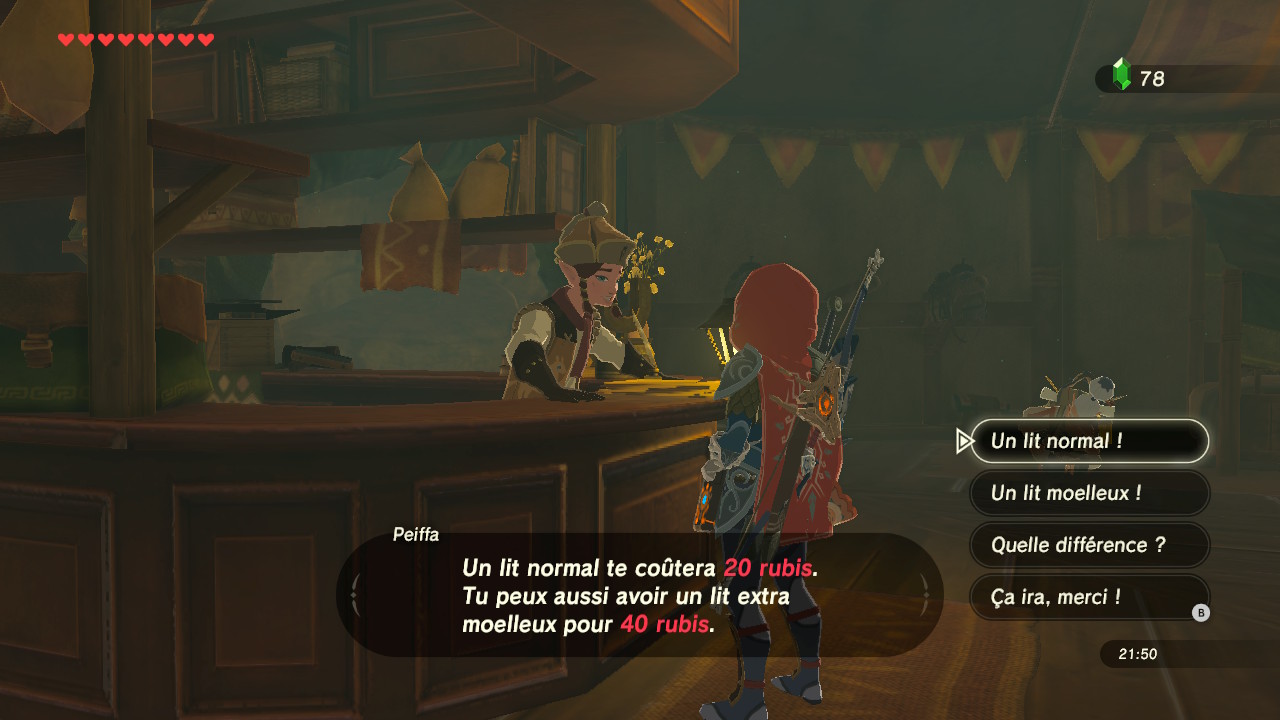 78
Un lit normal !
Un lit moelleux !
Quelle différence ?
Ça ira, merci !
B
Peiffa
Un lit normal te coûtera 20 rubis.
Tu peux aussi avoir un lit extra
moelleux pour 40 rubis.
21:50